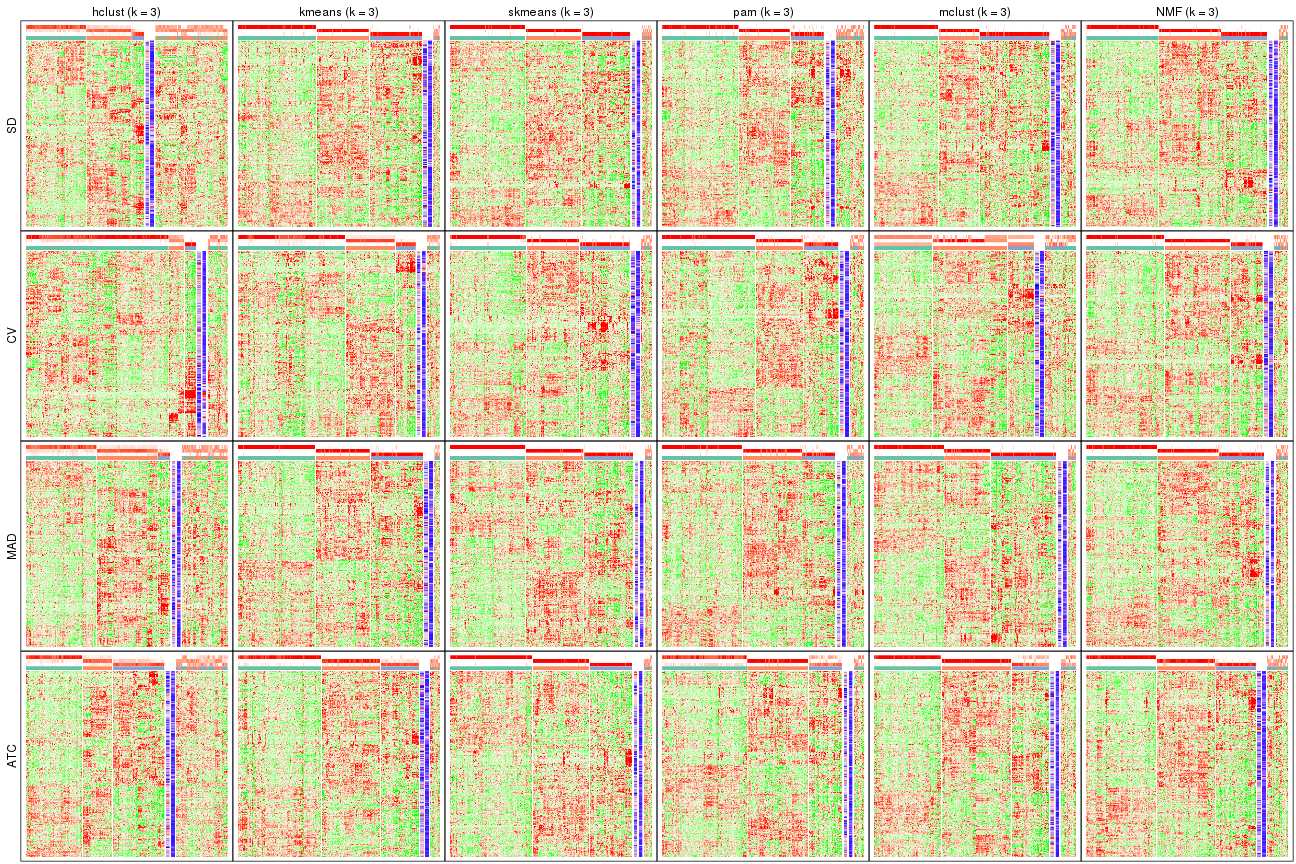 hclust (k = 3) kmeans (k = 3) skmeans (k = 3) pam (k = 3) mclust (k = 3) NMF (k = 3)
SD
CV
MAD
ATC